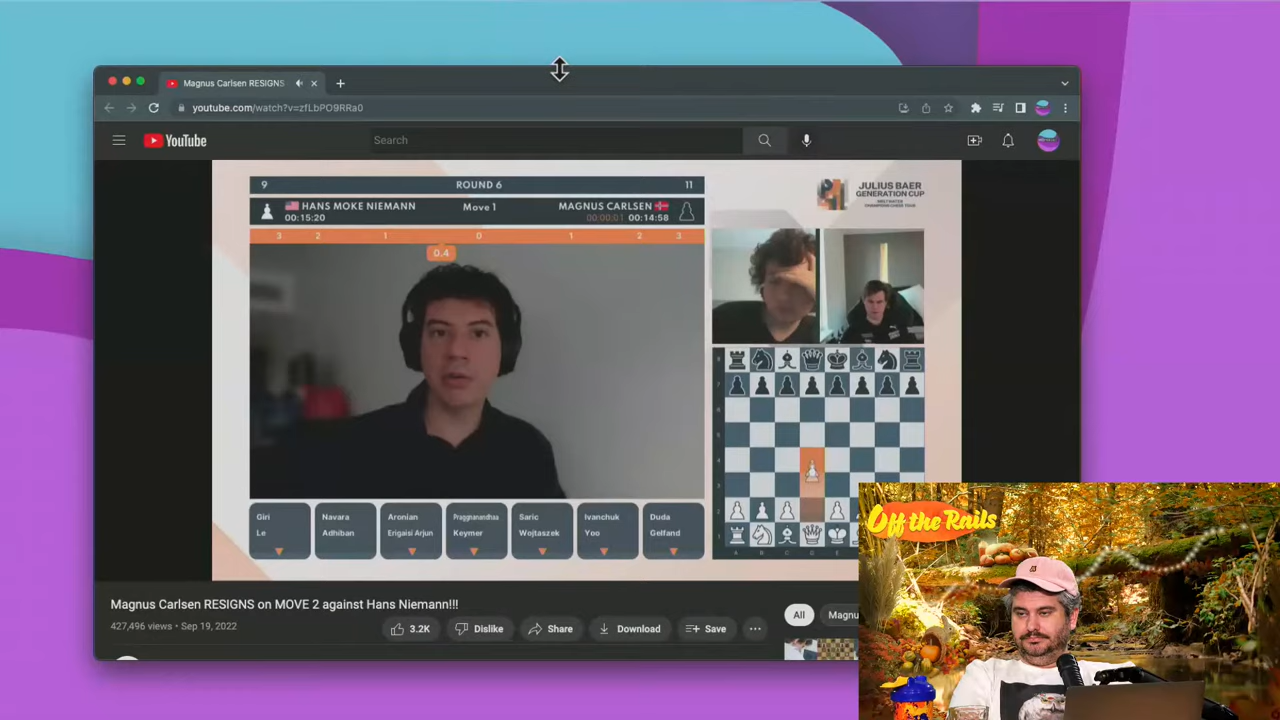 Magnus Carlsen RESIGNS
youtube.com/watch?v=zfLbPO9RRa0
YouTube
Search
9 ROUND 6 11
HANS MOKE NIEMANN Move 1 MAGNUS CARLSEN
00:15:20 00:00:01 00:14:58
JULIUS BAER
GENERATION CUP
3 2 1 0 1 2 3
0.4
Giri
Le
Navara
Adhiban
Aronian
Erigaisi Arjun
Praggnanandhaa
Keymer
Saric
Wojtaszek
Ivanchuk
Yoo
Duda
Gelfand
Off the Rails
Magnus Carlsen RESIGNS on MOVE 2 against Hans Niemann!!!
427,496 views • Sep 19, 2022
3.2K Dislike Share Download Save
All Magnu